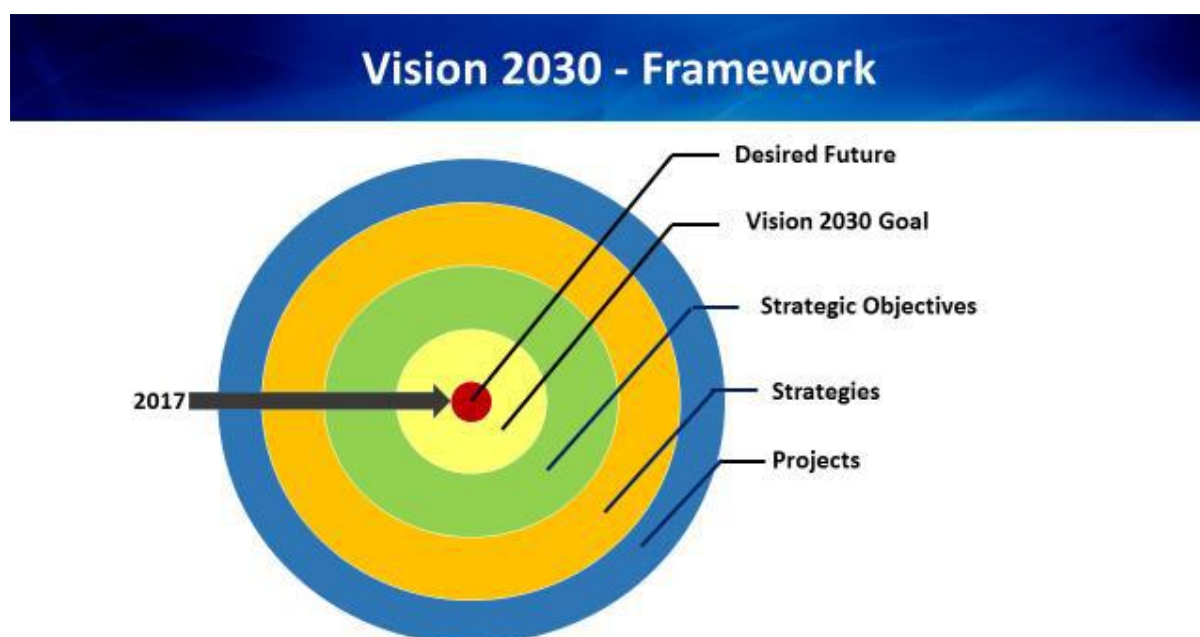 Vision 2030 - Framework
Desired Future
Vision 2030 Goal
Strategic Objectives
Strategies
2017
Projects